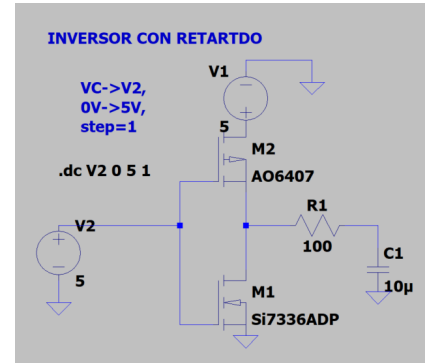 INVERSOR CON RETARTDO
V1
VC->V2,
0V->5V,
step=1
5
M2
.dc V2 0 5 1
AO6407
R1
V2
100
C1
5
M1
10µ
Si7336ADP